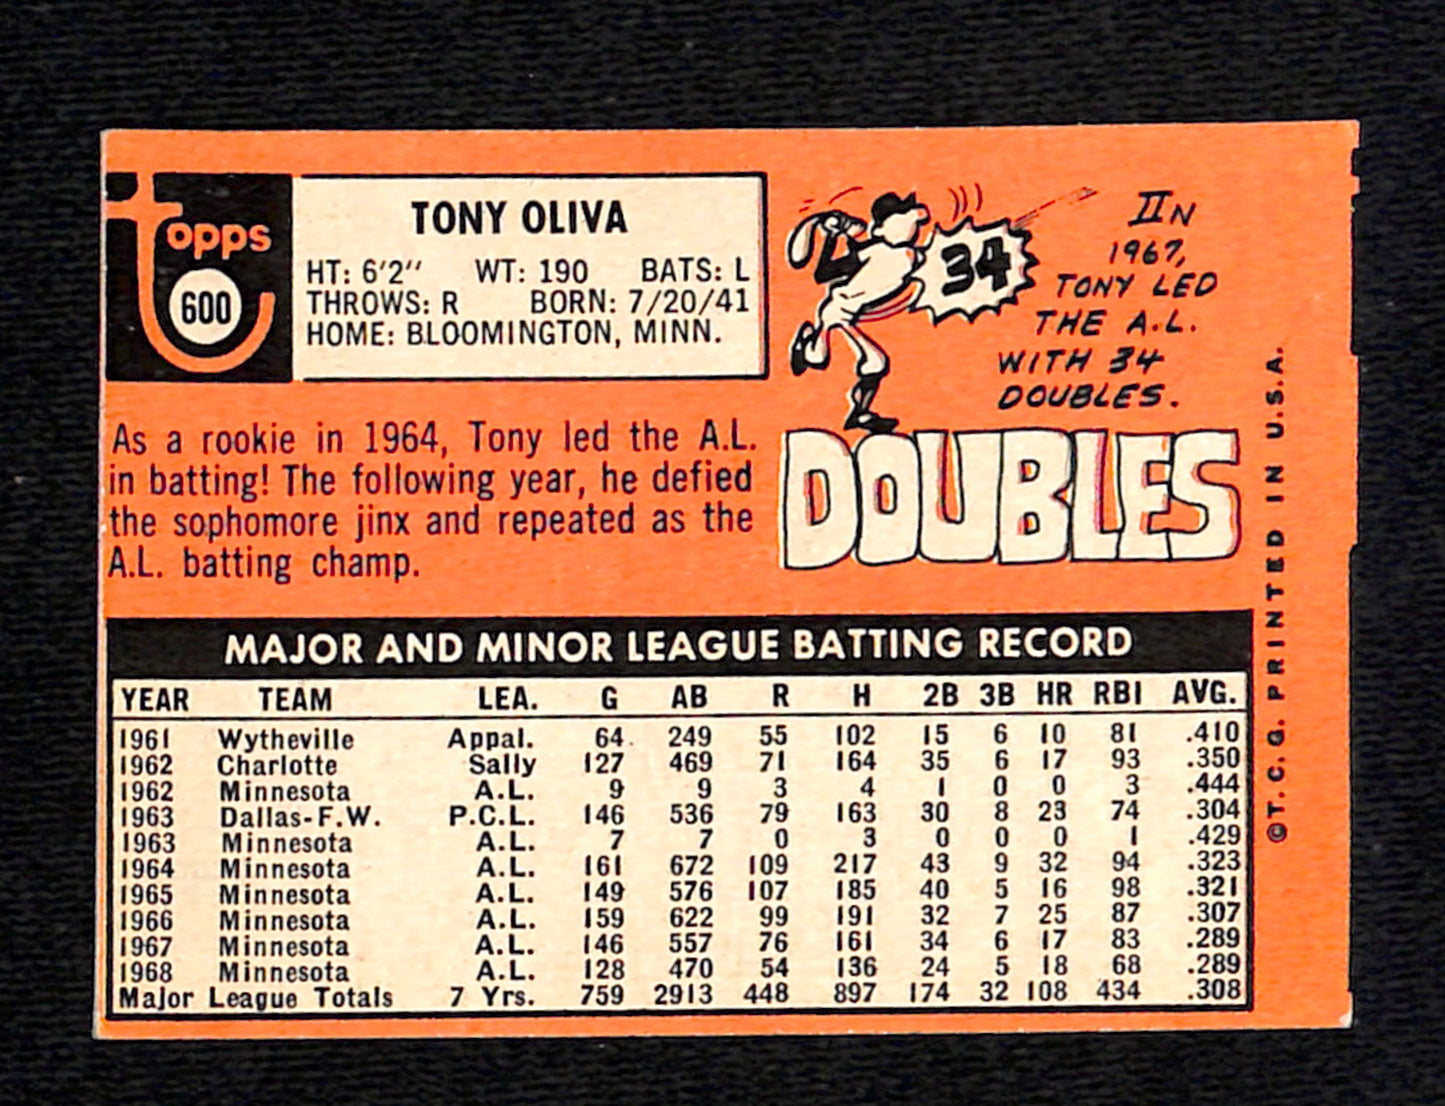 Topps
600
TONY OLIVA
HT: 6'2" WT: 190 BATS: L
THROWS: R BORN: 7/20/41
HOME: BLOOMINGTON, MINN.
34
IN
1967,
TONY LED
THE A.L.
WITH 34
DOUBLES.
DOUBLES
As a rookie in 1964, Tony led the A.L.
in batting! The following year, he defied
the sophomore jinx and repeated as the
A.L. batting champ.
MAJOR AND MINOR LEAGUE BATTING RECORD
YEAR TEAM LEA. G AB R H 2B 3B HR RBI AVG.
1961 Wytheville Appal. 64 249 55 102 15 6 10 81 .410
1962 Charlotte Sally 127 469 71 164 35 6 17 93 .350
1962 Minnesota A.L. 9 9 3 4 1 0 0 3 .444
1963 Dallas-F.W. P.C.L. 146 536 79 163 30 8 23 74 .304
1963 Minnesota A.L. 7 7 0 3 0 0 0 1 .429
1964 Minnesota A.L. 161 672 109 217 43 9 32 94 .323
1965 Minnesota A.L. 149 576 107 185 40 5 16 98 .321
1966 Minnesota A.L. 159 622 99 191 32 7 25 87 .307
1967 Minnesota A.L. 146 557 76 161 34 6 17 83 .289
1968 Minnesota A.L. 128 470 54 136 24 5 18 68 .289
Major League Totals 7 Yrs. 759 2913 448 897 174 32 108 434 .308
©T.C.G. PRINTED IN U.S.A.